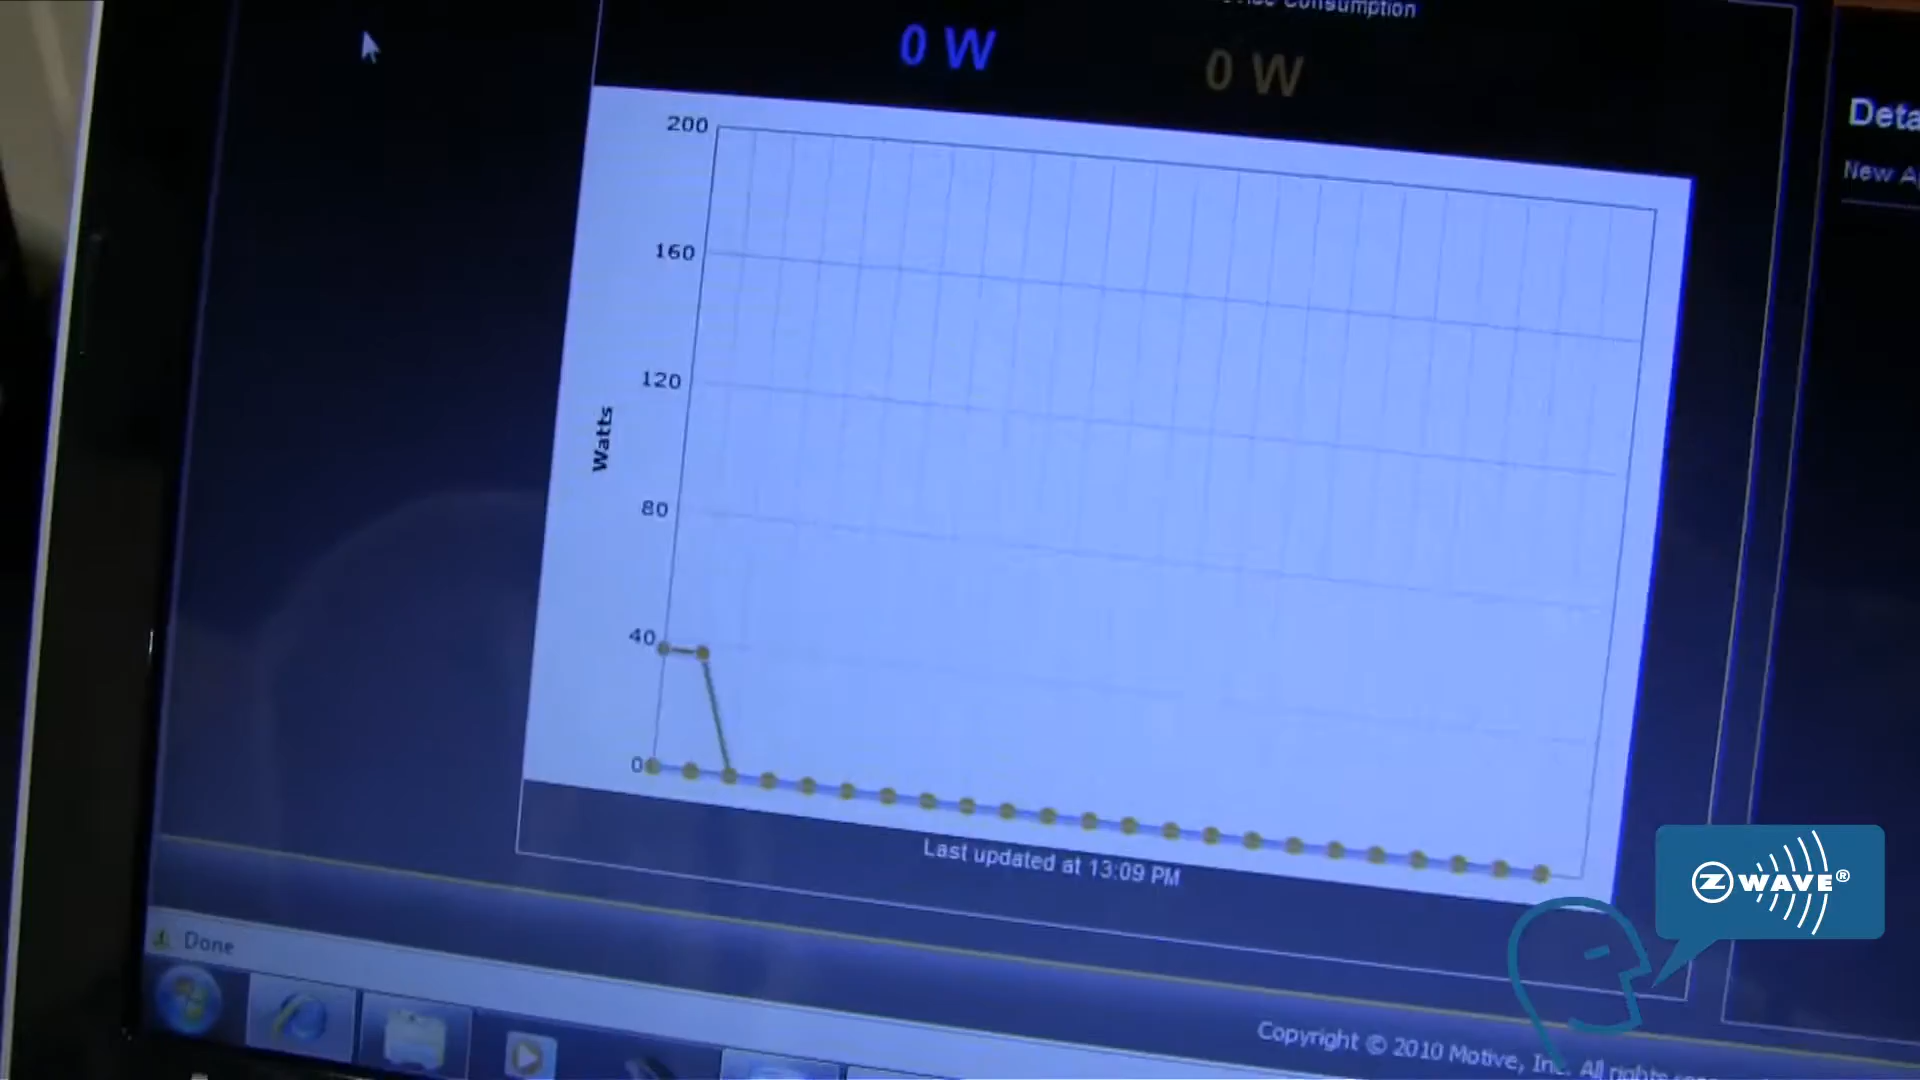 Consumption
0 W
0 W
Deta
New A
200
160
120
80
40
0
Watts
Last updated at 13:09 PM
Z WAVE®
Done
Copyright © 2010 Motive, Inc. All rights